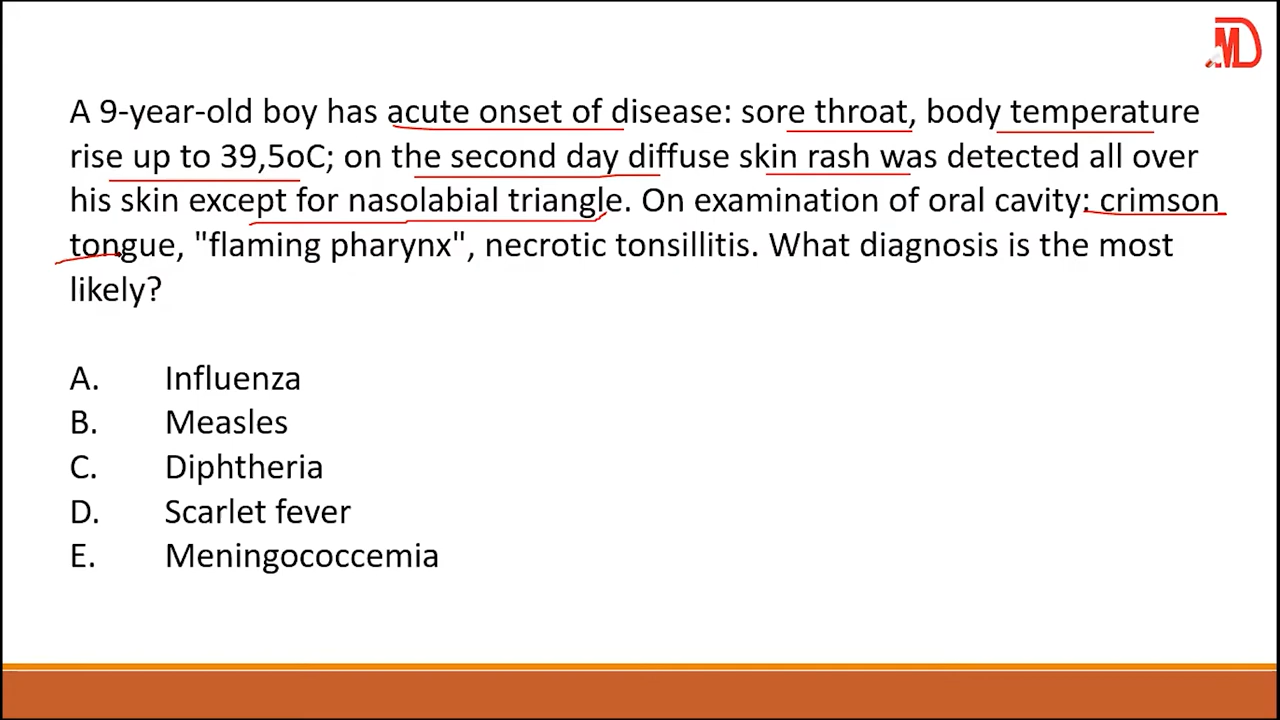 MD
A 9-year-old boy has acute onset of disease: sore throat, body temperature
rise up to 39,5oC; on the second day diffuse skin rash was detected all over
his skin except for nasolabial triangle. On examination of oral cavity: crimson
tongue, "flaming pharynx", necrotic tonsillitis. What diagnosis is the most
likely?
A. Influenza
B. Measles
C. Diphtheria
D. Scarlet fever
E. Meningococcemia